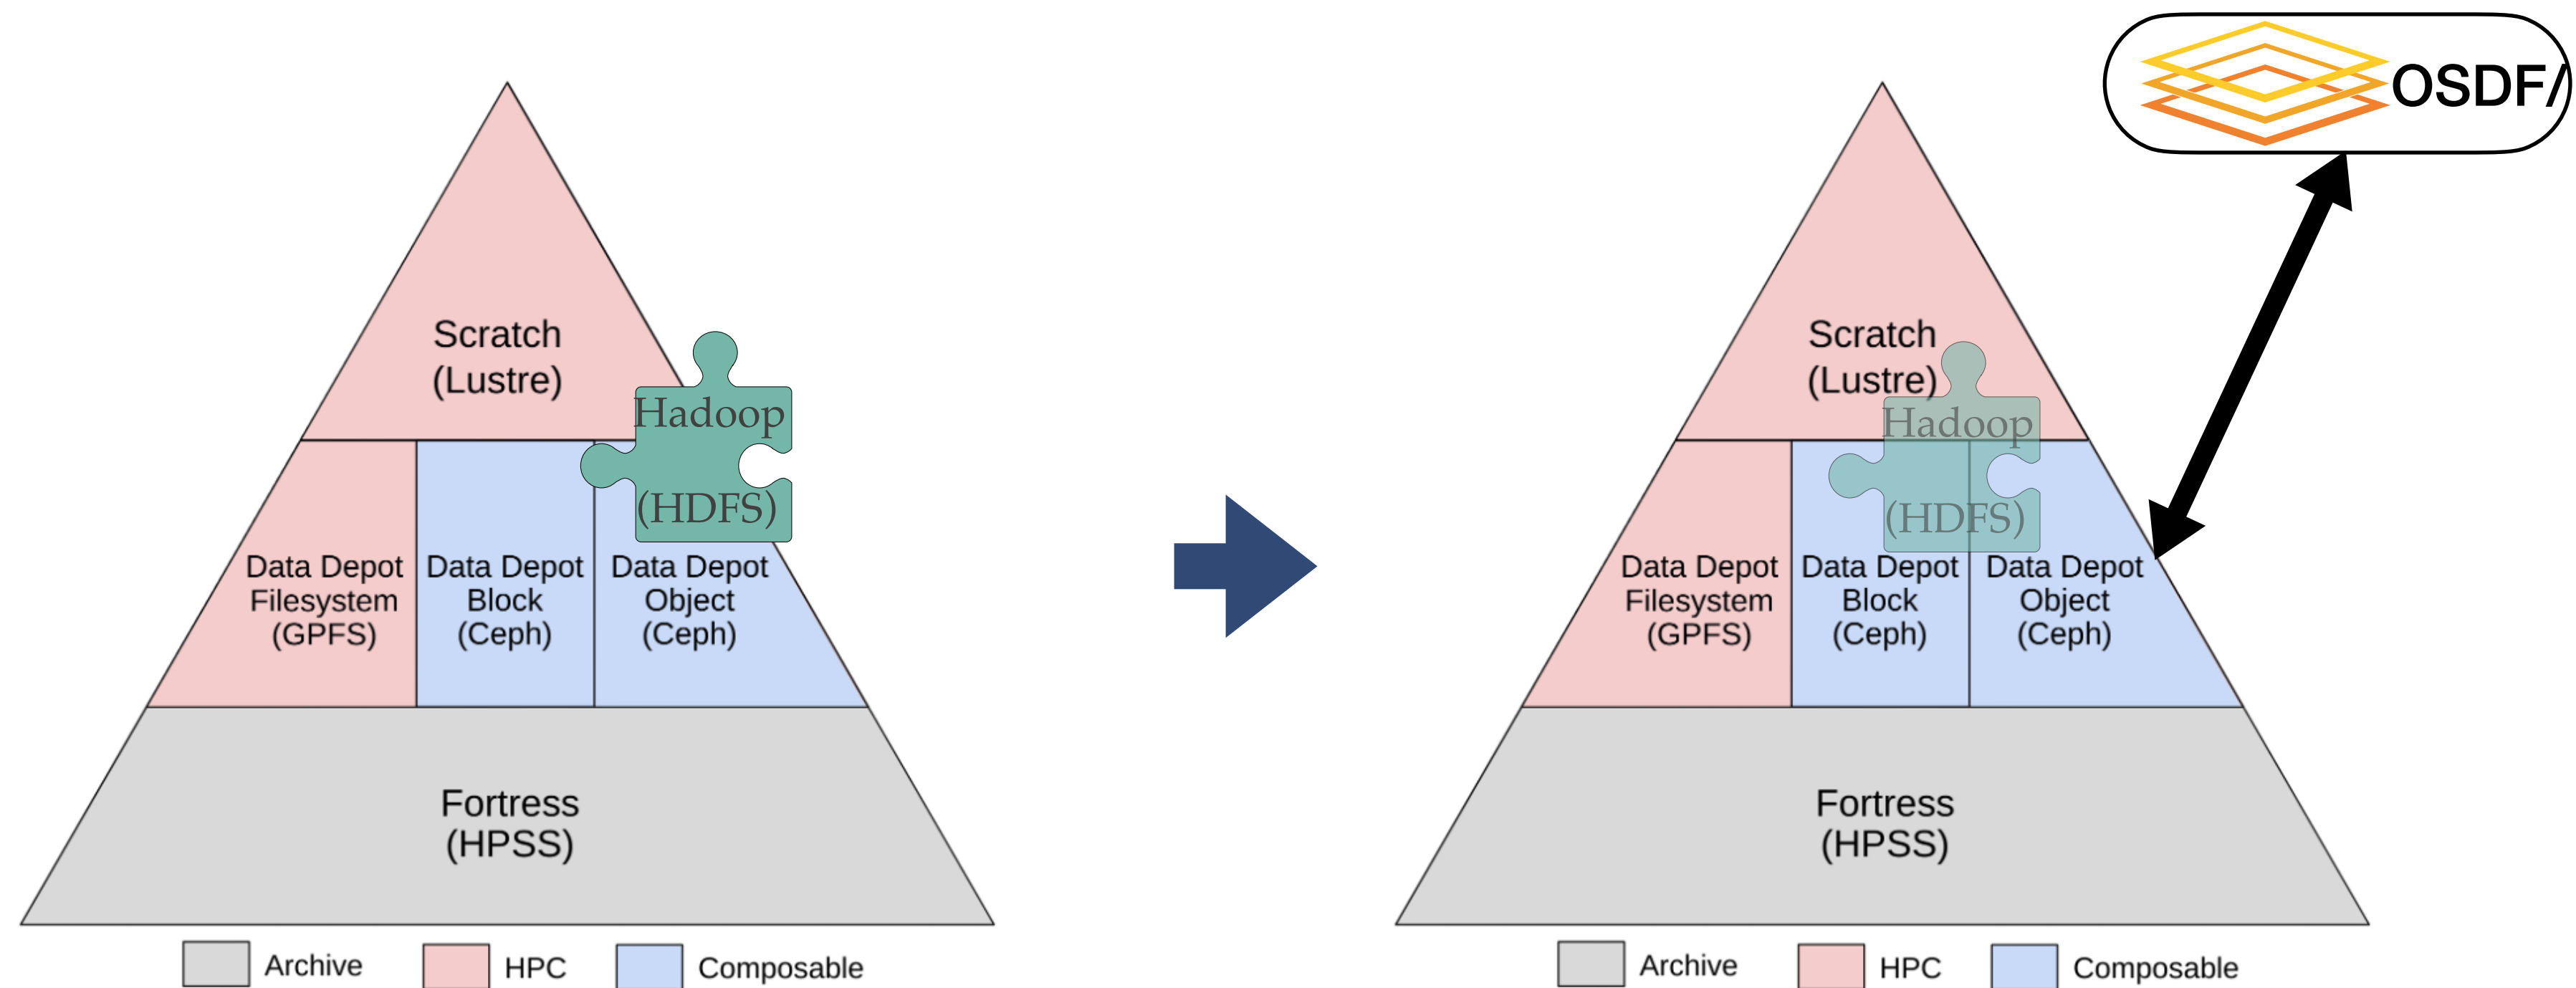 Scratch
(Lustre)
Hadoop
(HDFS)
Data Depot
Filesystem
(GPFS)
Data Depot
Block
(Ceph)
Data Depot
Object
(Ceph)
Fortress
(HPSS)
Archive
HPC
Composable
OSDF/
Scratch
(Lustre)
Hadoop
(HDFS)
Data Depot
Filesystem
(GPFS)
Data Depot
Block
(Ceph)
Data Depot
Object
(Ceph)
Fortress
(HPSS)
Archive
HPC
Composable